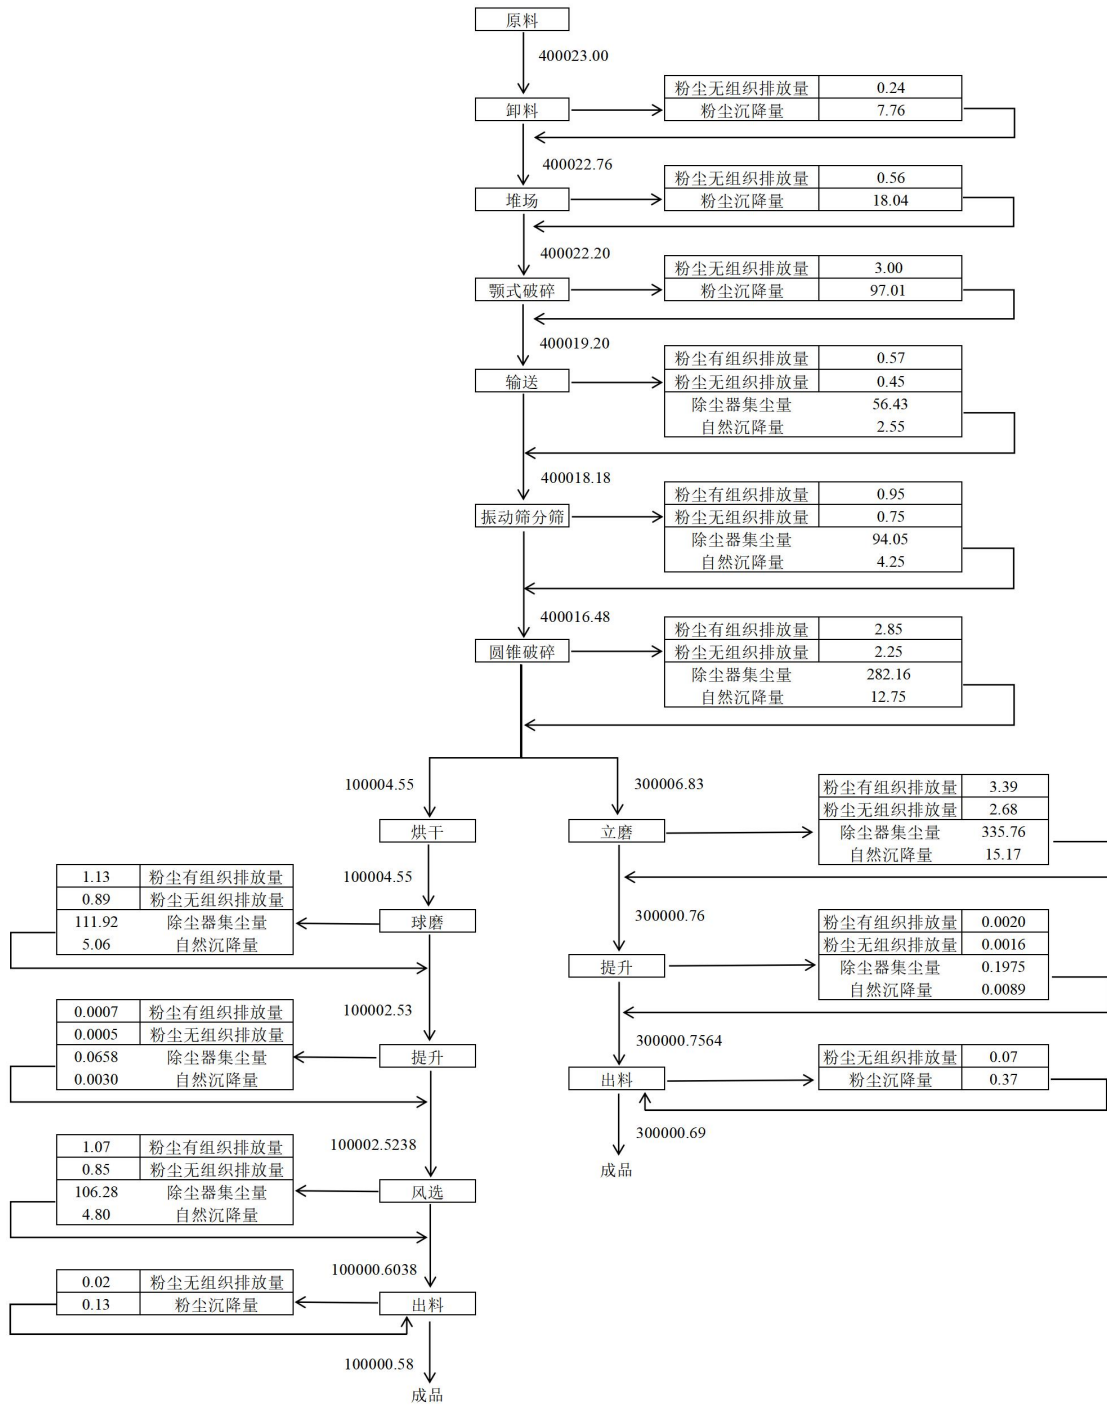 原料
400023.00
卸料
粉尘无组织排放量 0.24
粉尘沉降量 7.76
400022.76
堆场
粉尘无组织排放量 0.56
粉尘沉降量 18.04
400022.20
颚式破碎
粉尘无组织排放量 3.00
粉尘沉降量 97.01
400019.20
输送
粉尘有组织排放量 0.57
粉尘无组织排放量 0.45
除尘器集尘量 56.43
自然沉降量 2.55
400018.18
振动筛分筛
粉尘有组织排放量 0.95
粉尘无组织排放量 0.75
除尘器集尘量 94.05
自然沉降量 4.25
400016.48
圆锥破碎
粉尘有组织排放量 2.85
粉尘无组织排放量 2.25
除尘器集尘量 282.16
自然沉降量 12.75
100004.55
烘干
100004.55
球磨
1.13 粉尘有组织排放量
0.89 粉尘无组织排放量
111.92 除尘器集尘量
5.06 自然沉降量
100002.53
提升
0.0007 粉尘有组织排放量
0.0005 粉尘无组织排放量
0.0658 除尘器集尘量
0.0030 自然沉降量
100002.5238
风选
1.07 粉尘有组织排放量
0.85 粉尘无组织排放量
106.28 除尘器集尘量
4.80 自然沉降量
100000.6038
出料
0.02 粉尘无组织排放量
0.13 粉尘沉降量
100000.58
成品
300006.83
立磨
粉尘有组织排放量 3.39
粉尘无组织排放量 2.68
除尘器集尘量 335.76
自然沉降量 15.17
300000.76
提升
粉尘有组织排放量 0.0020
粉尘无组织排放量 0.0016
除尘器集尘量 0.1975
自然沉降量 0.0089
300000.7564
出料
粉尘无组织排放量 0.07
粉尘沉降量 0.37
300000.69
成品